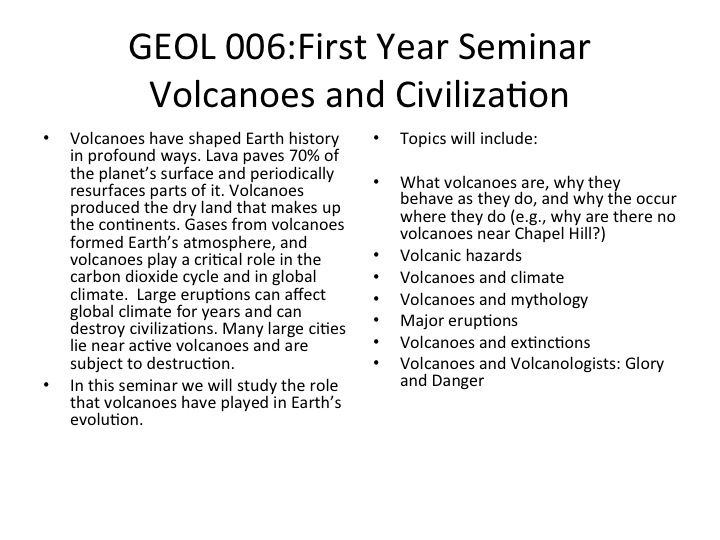 GEOL 006:First Year Seminar
Volcanoes and Civilization
• Volcanoes have shaped Earth history
in profound ways. Lava paves 70% of
the planet’s surface and periodically
resurfaces parts of it. Volcanoes
produced the dry land that makes up
the continents. Gases from volcanoes
formed Earth’s atmosphere, and
volcanoes play a critical role in the
carbon dioxide cycle and in global
climate.  Large eruptions can affect
global climate for years and can
destroy civilizations. Many large cities
lie near active volcanoes and are
subject to destruction.
• In this seminar we will study the role
that volcanoes have played in Earth’s
evolution.
• Topics will include:
• What volcanoes are, why they
behave as they do, and why the occur
where they do (e.g., why are there no
volcanoes near Chapel Hill?)
• Volcanic hazards
• Volcanoes and climate
• Volcanoes and mythology
• Major eruptions
• Volcanoes and extinctions
• Volcanoes and Volcanologists: Glory
and Danger